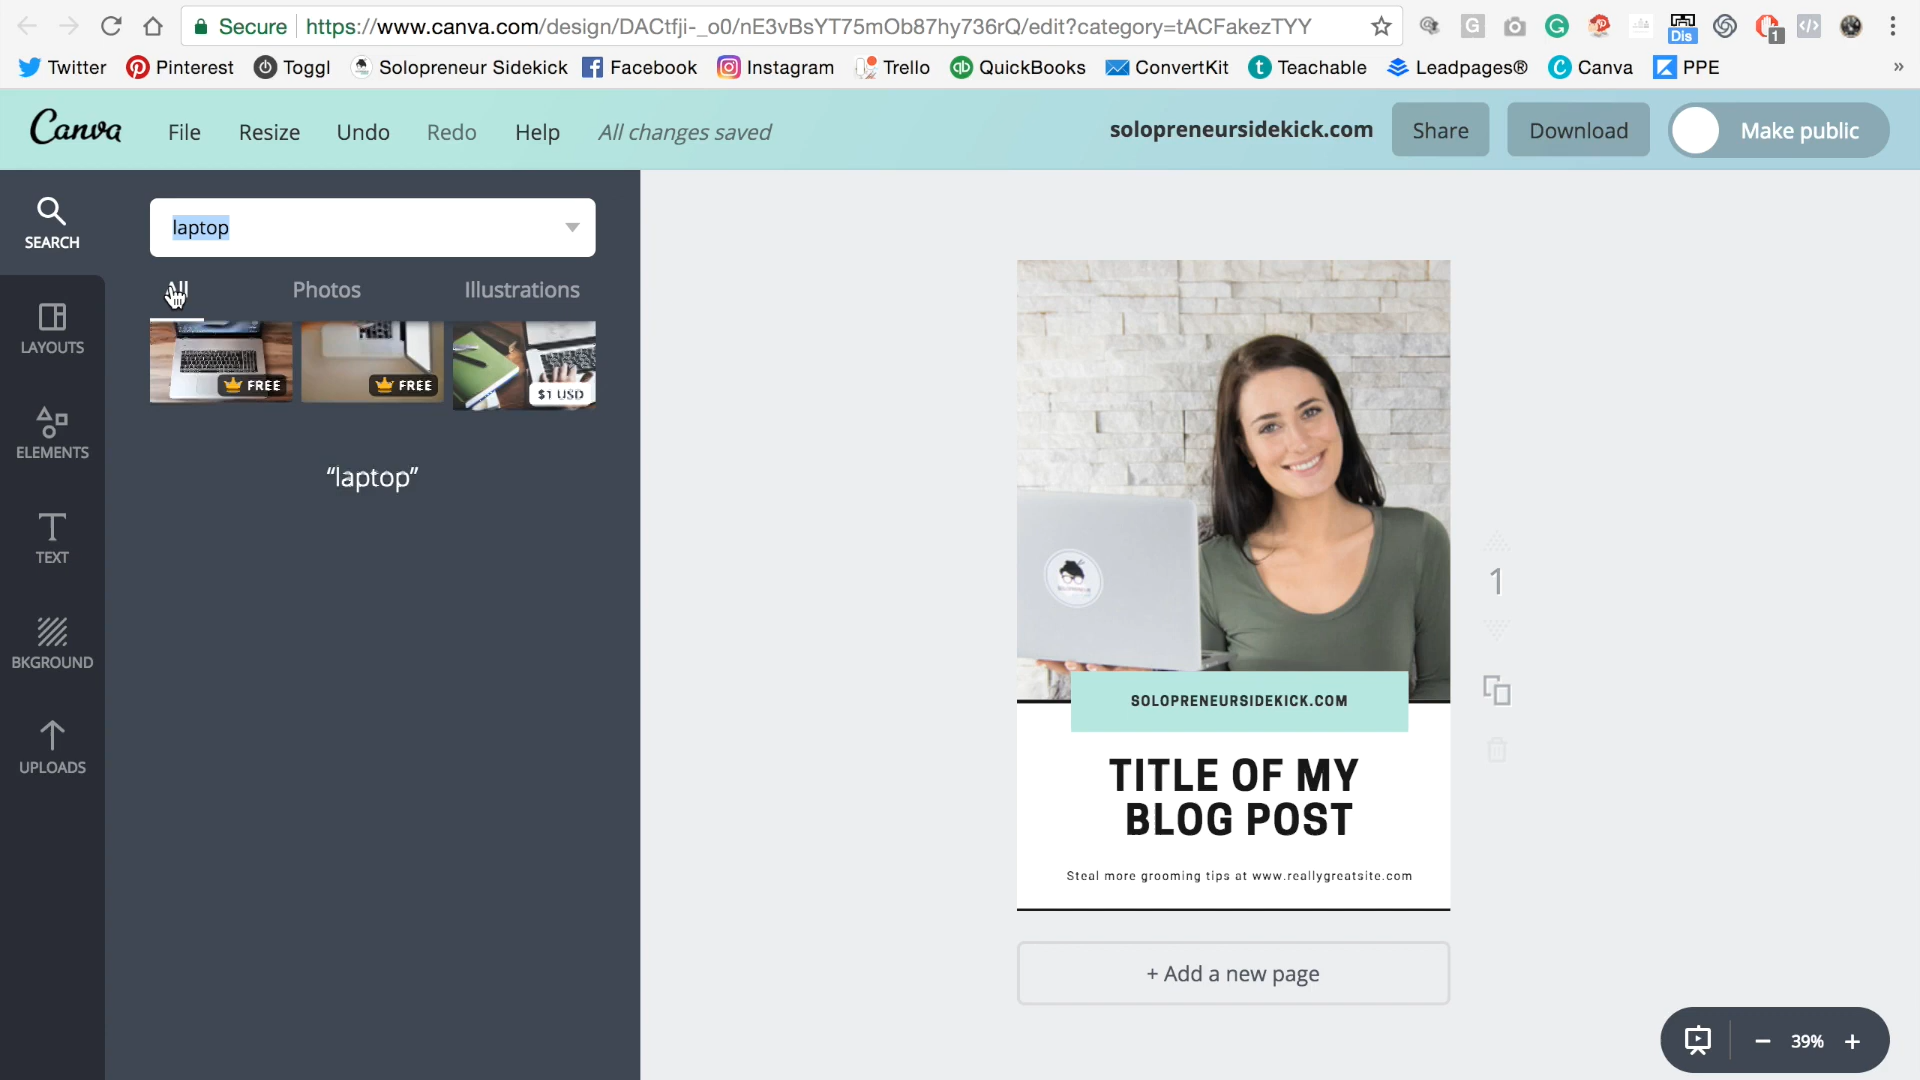 Secure https://www.canva.com/design/DACtfji-_o0/nE3vBsYT75mOb87hy736rQ/edit?category=tACFakezTYY
G G Dis 1
Twitter Pinterest Toggl Solopreneur Sidekick Facebook Instagram Trello QuickBooks ConvertKit Teachable Leadpages® Canva PPE »
Canva File Resize Undo Redo Help All changes saved solopreneursidekick.com Share Download Make public
SEARCH
LAYOUTS
ELEMENTS
TEXT
BKGROUND
UPLOADS
laptop
All Photos Illustrations
FREE FREE $1 USD
“laptop”
SOLOPRENEURSIDEKICK.COM
TITLE OF MY
BLOG POST
Steal more grooming tips at www.reallygreatsite.com
1
+ Add a new page
39%